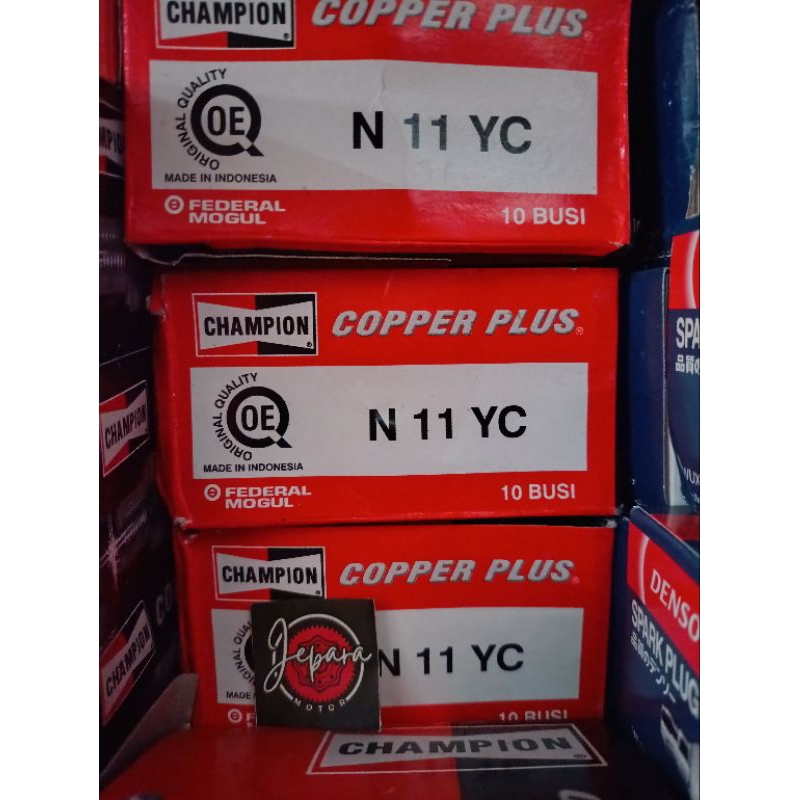 CHAMPION
COPPER PLUS
ORIGINAL QUALITY
OE
N 11 YC
MADE IN INDONESIA
FEDERAL
MOGUL
10 BUSI
CHAMPION
COPPER PLUS
ORIGINAL QUALITY
OE
N 11 YC
MADE IN INDONESIA
FEDERAL
MOGUL
10 BUSI
CHAMPION
COPPER PLUS
N 11 YC
MADE
Jepara
MOTOR
10 BUSI
CHAMPION
CHAMPION
CHAMPION
DENSO
SPARK PLUG